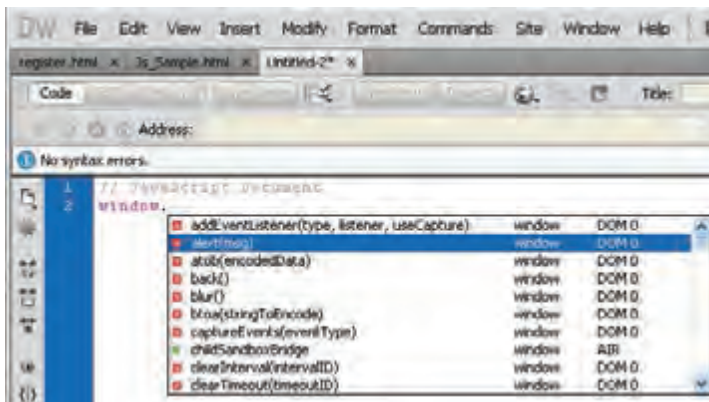 DW File Edit View Insert Modify Format Commands Site Window Help
register.html × Js_Sample.html × Untitled-2* ×
Code Title:
Address:
No syntax errors.
1 // JavaScript Document
2 window.
addEventListener(type, listener, useCapture) window DOM 0
alert(msg) window DOM 0
atob(encodedData) window DOM 0
back() window DOM 0
blur() window DOM 0
btoa(stringToEncode) window DOM 0
captureEvents(eventType) window DOM 0
childSandboxBridge window AIR
clearInterval(intervalID) window DOM 0
clearTimeout(timeoutID) window DOM 0